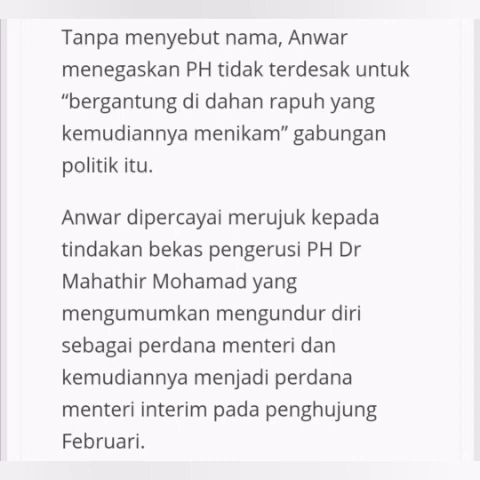 Tanpa menyebut nama, Anwar
menegaskan PH tidak terdesak untuk
“bergantung di dahan rapuh yang
kemudiannya menikam” gabungan
politik itu.
Anwar dipercayai merujuk kepada
tindakan bekas pengerusi PH Dr
Mahathir Mohamad yang
mengumumkan mengundur diri
sebagai perdana menteri dan
kemudiannya menjadi perdana
menteri interim pada penghujung
Februari.